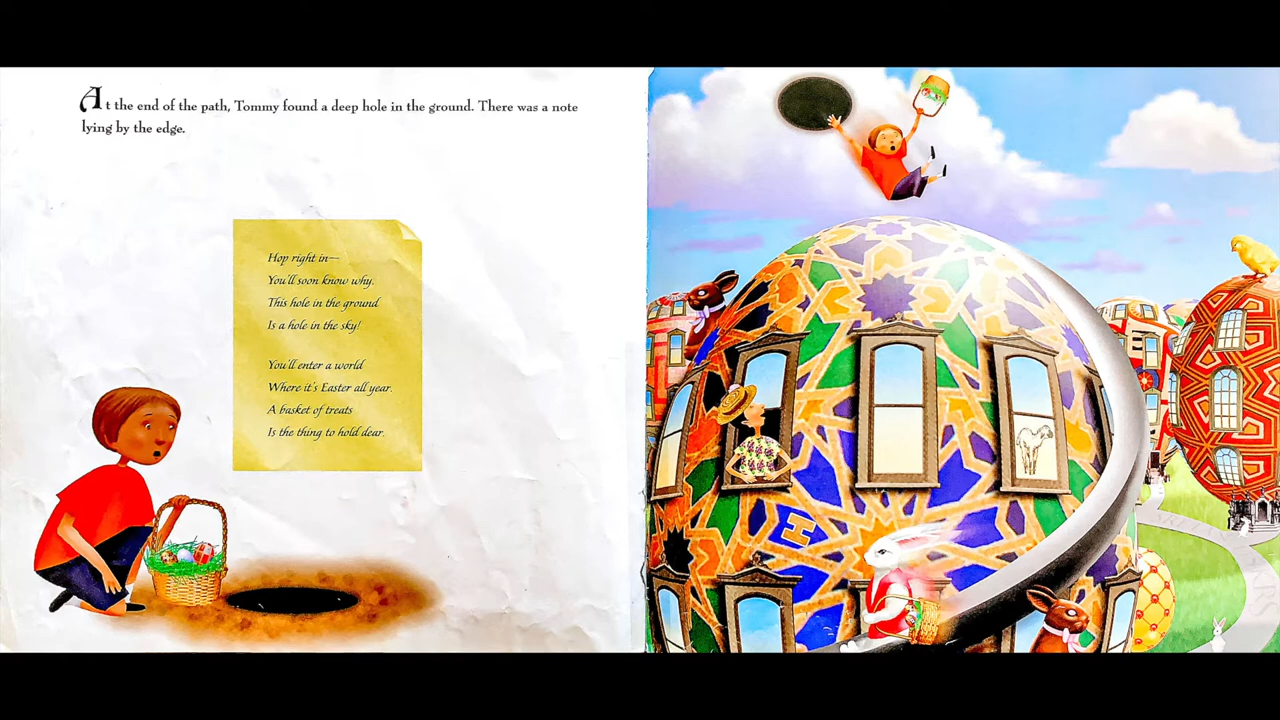 At the end of the path, Tommy found a deep hole in the ground. There was a note
lying by the edge.
Hop right in—
You'll soon know why.
This hole in the ground
Is a hole in the sky!
You'll enter a world
Where it's Easter all year.
A basket of treats
Is the thing to hold dear.